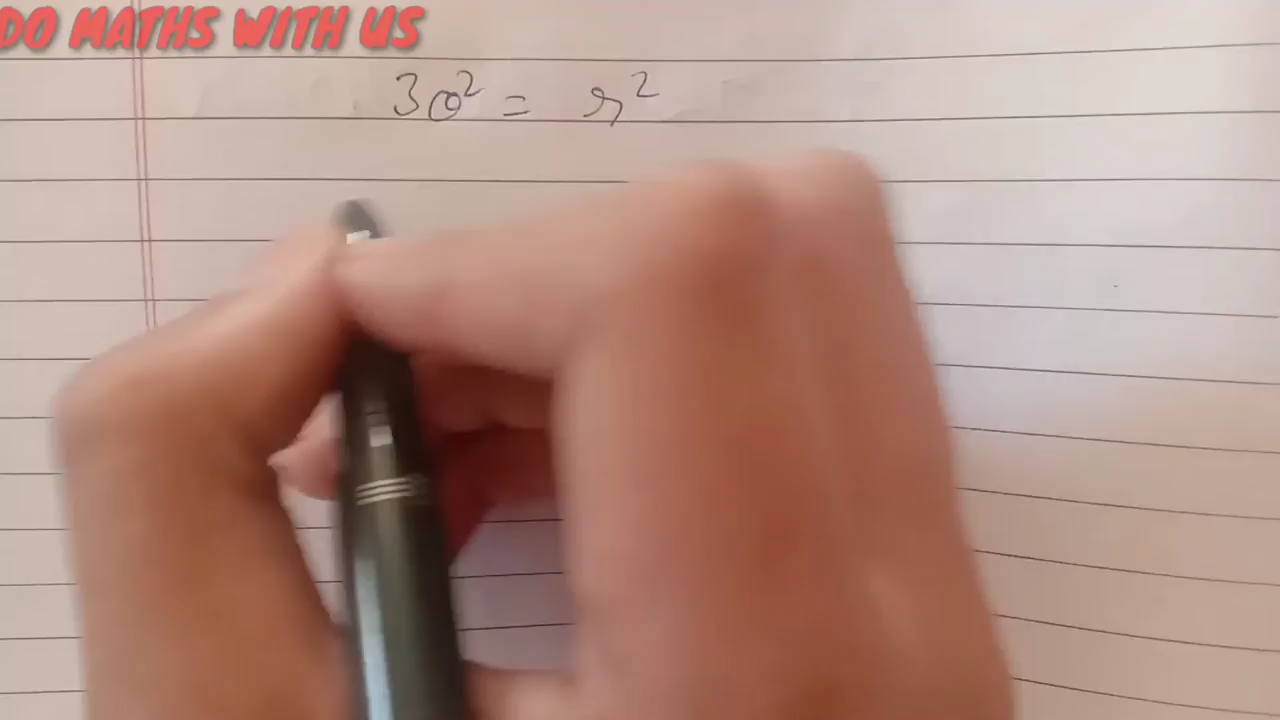 DO MATHS WITH US
3a² = r²